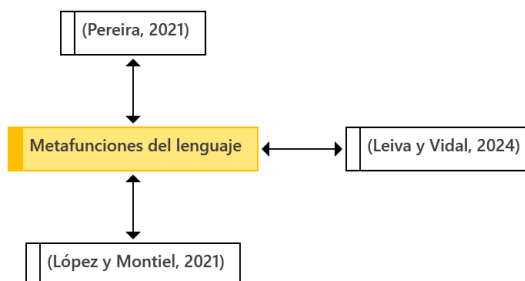 (Pereira, 2021)
Metafunciones del lenguaje
(Leiva y Vidal, 2024)
(López y Montiel, 2021)